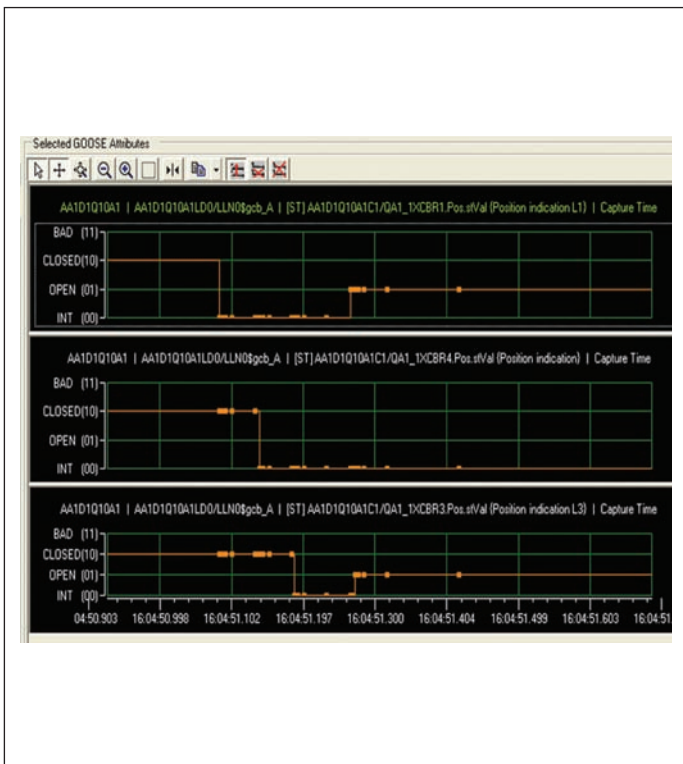 Selected GOOSE Attributes
AA1D1Q10A1 | AA1D1Q10A1LD0/LLN0$gcb_A | [ST] AA1D1Q10A1C1/QA1_1XCBR1.Pos.stVal (Position indication L1) | Capture Time
BAD (11)
CLOSED(10)
OPEN (01)
INT (00)
AA1D1Q10A1 | AA1D1Q10A1LD0/LLN0$gcb_A | [ST] AA1D1Q10A1C1/QA1_1XCBR4.Pos.stVal (Position indication) | Capture Time
BAD (11)
CLOSED(10)
OPEN (01)
INT (00)
AA1D1Q10A1 | AA1D1Q10A1LD0/LLN0$gcb_A | [ST] AA1D1Q10A1C1/QA1_1XCBR3.Pos.stVal (Position indication L3) | Capture Time
BAD (11)
CLOSED(10)
OPEN (01)
INT (00)
04:50.903 16:04:50.998 16:04:51.102 16:04:51.197 16:04:51.300 16:04:51.404 16:04:51.499 16:04:51.603 16:04:51.